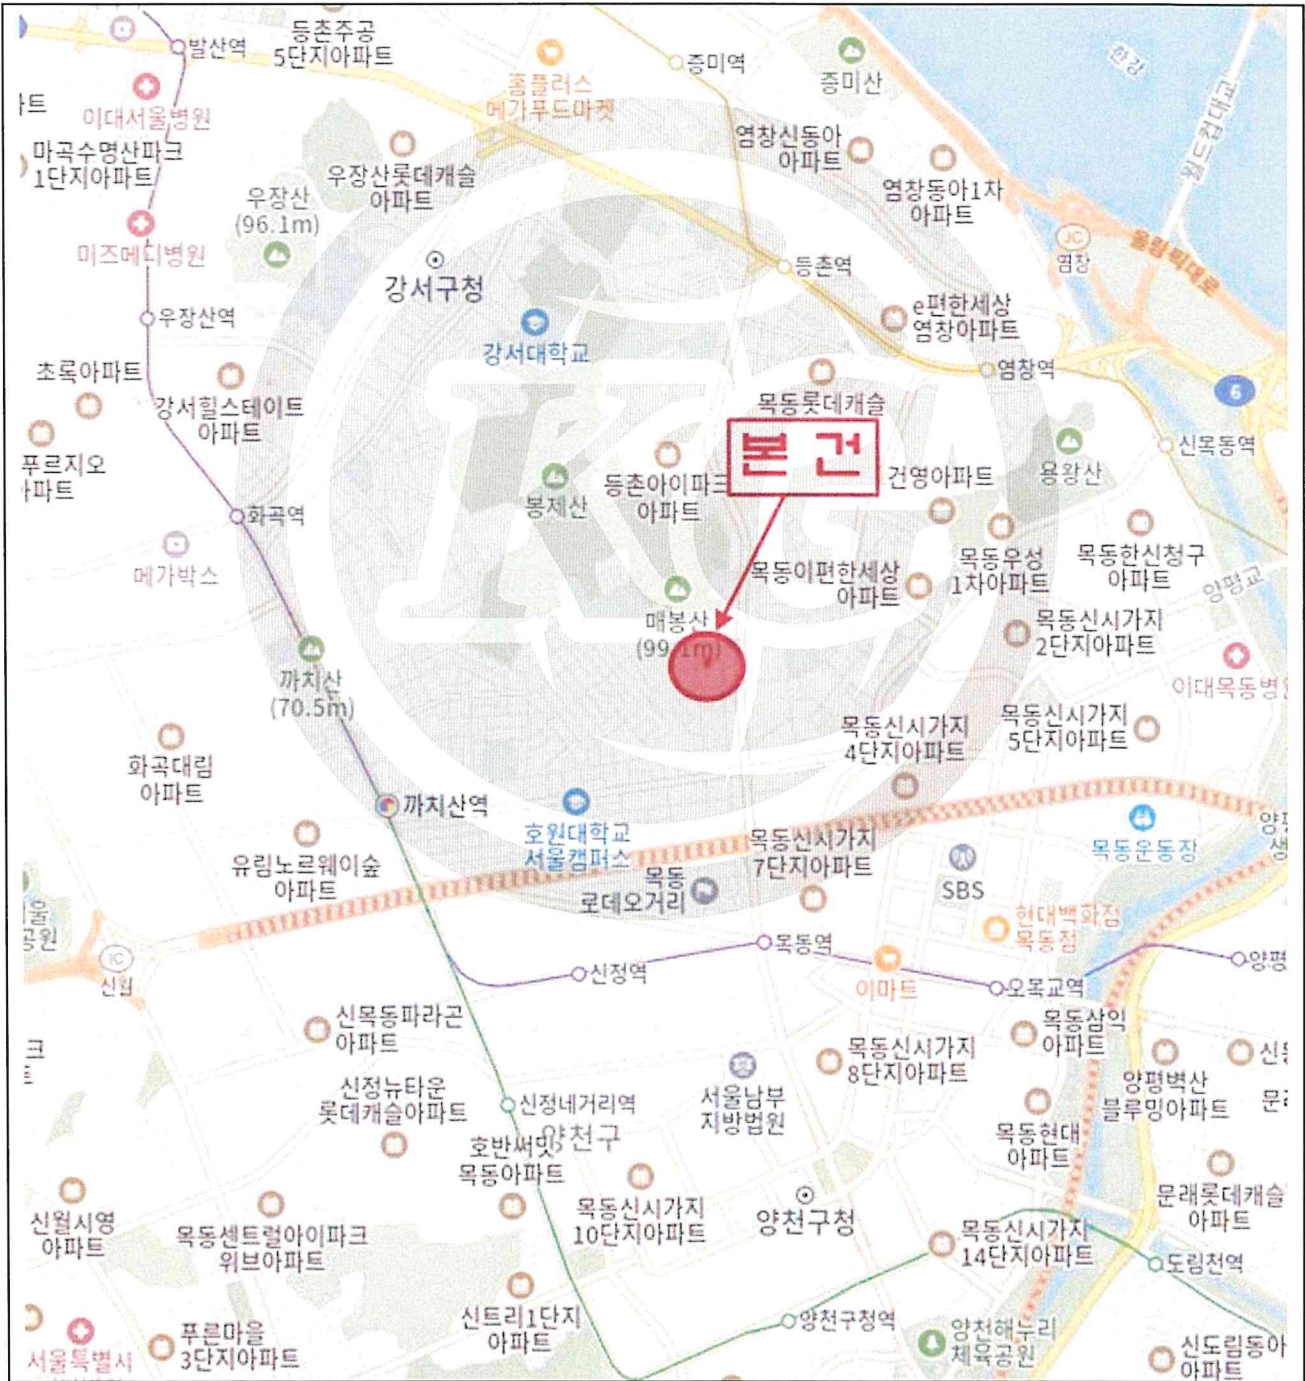 발산역
등촌주공
5단지아파트
홈플러스
메가푸드마켓
증미역
증미산
한강
월드컵대교
이대서울병원
마곡수명산파크
1단지아파트
우장산롯데캐슬
아파트
우장산
(96.1m)
염창신동아
아파트
염창동아1차
아파트
미즈메디병원
강서구청
등촌역
JC
염창
올림픽대로
우장산역
강서대학교
e편한세상
염창아파트
염창역
6
초록아파트
강서힐스테이트
아파트
목동롯데캐슬
본 건
신목동역
푸르지오
아파트
봉제산
등촌아이파크
아파트
건영아파트
용왕산
화곡역
메가박스
목동우성
1차아파트
목동한신청구
아파트
양평교
목동이편한세상
아파트
매봉산
(99.1m)
목동신시가지
2단지아파트
까치산
(70.5m)
이대목동병원
목동신시가지
4단지아파트
목동신시가지
5단지아파트
화곡대림
아파트
까치산역
호원대학교
서울캠퍼스
목동신시가지
7단지아파트
목동운동장
유림노르웨이숲
아파트
목동
로데오거리
SBS
현대백화점
목동점
IC
신월
신정역
목동역
이마트
오목교역
양평
신목동파라곤
아파트
목동삼익
아파트
신정뉴타운
롯데캐슬아파트
신정네거리역
양천구
서울남부
지방법원
목동신시가지
8단지아파트
양평벽산
블루밍아파트
호반써밋
목동아파트
목동현대
아파트
신월시영
아파트
목동센트럴아이파크
위브아파트
목동신시가지
10단지아파트
양천구청
문래롯데캐슬
아파트
목동신시가지
14단지아파트
도림천역
신트리1단지
아파트
양천구청역
양천해누리
체육공원
서울특별시
푸른마을
3단지아파트
신도림동아
아파트